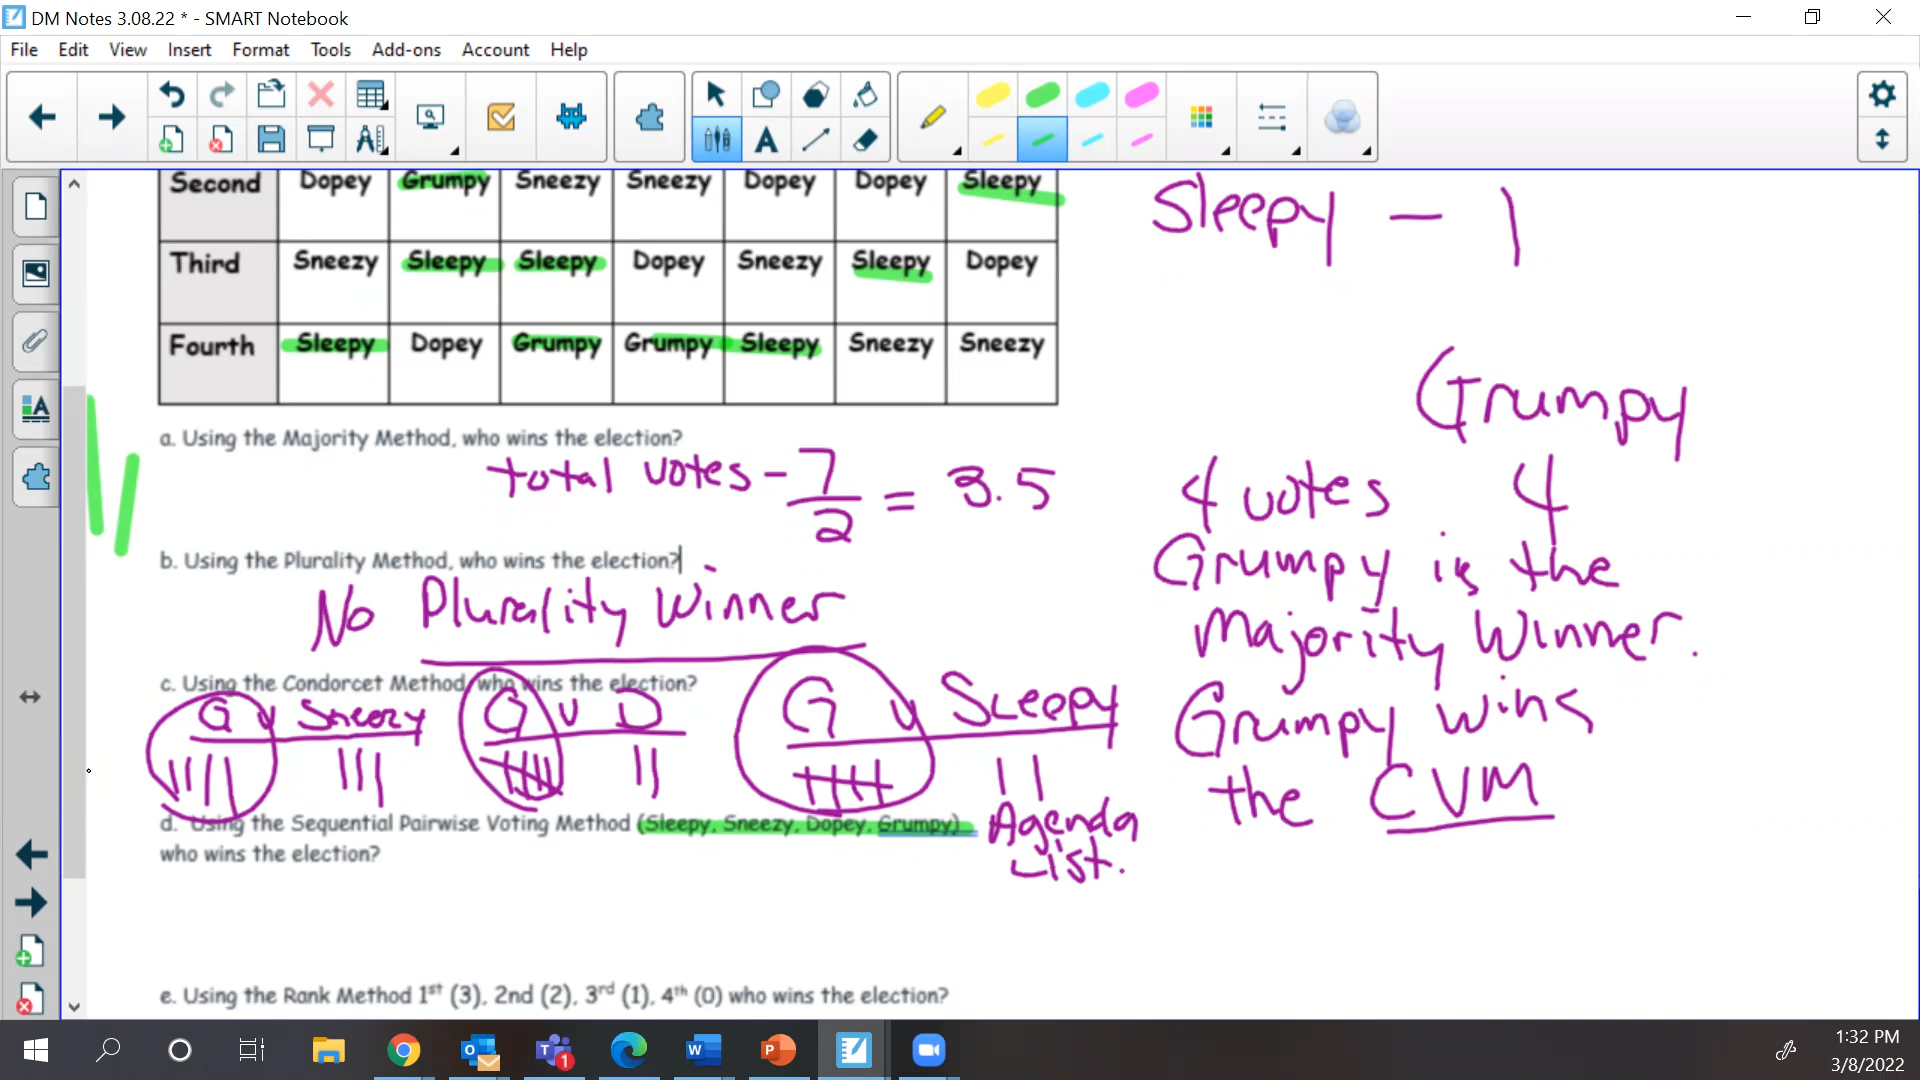 DM Notes 3.08.22 * - SMART Notebook
File Edit View Insert Format Tools Add-ons Account Help
Second Dopey Grumpy Sneezy Sneezy Dopey Dopey Sleepy
Sleepy - 1
Third Sneezy Sleepy Sleepy Dopey Sneezy Sleepy Dopey
Fourth Sleepy Dopey Grumpy Grumpy Sleepy Sneezy Sneezy
Grumpy
a. Using the Majority Method, who wins the election?
total votes - 7/2 = 3.5
4 votes 4
b. Using the Plurality Method, who wins the election?
Grumpy is the
No Plurality Winner
Majority Winner.
c. Using the Condorcet Method, who wins the election?
G v Sneezy G v D G v Sleepy
Grumpy wins
the CVM
d. Using the Sequential Pairwise Voting Method (Sleepy, Sneezy, Dopey, Grumpy)
who wins the election?
Agenda
List.
e. Using the Rank Method 1st (3), 2nd (2), 3rd (1), 4th (0) who wins the election?
1:32 PM
3/8/2022